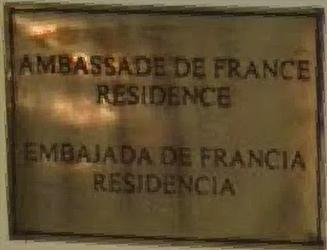 AMBASSADE DE FRANCE
RESIDENCE
EMBAJADA DE FRANCIA
RESIDENCIA